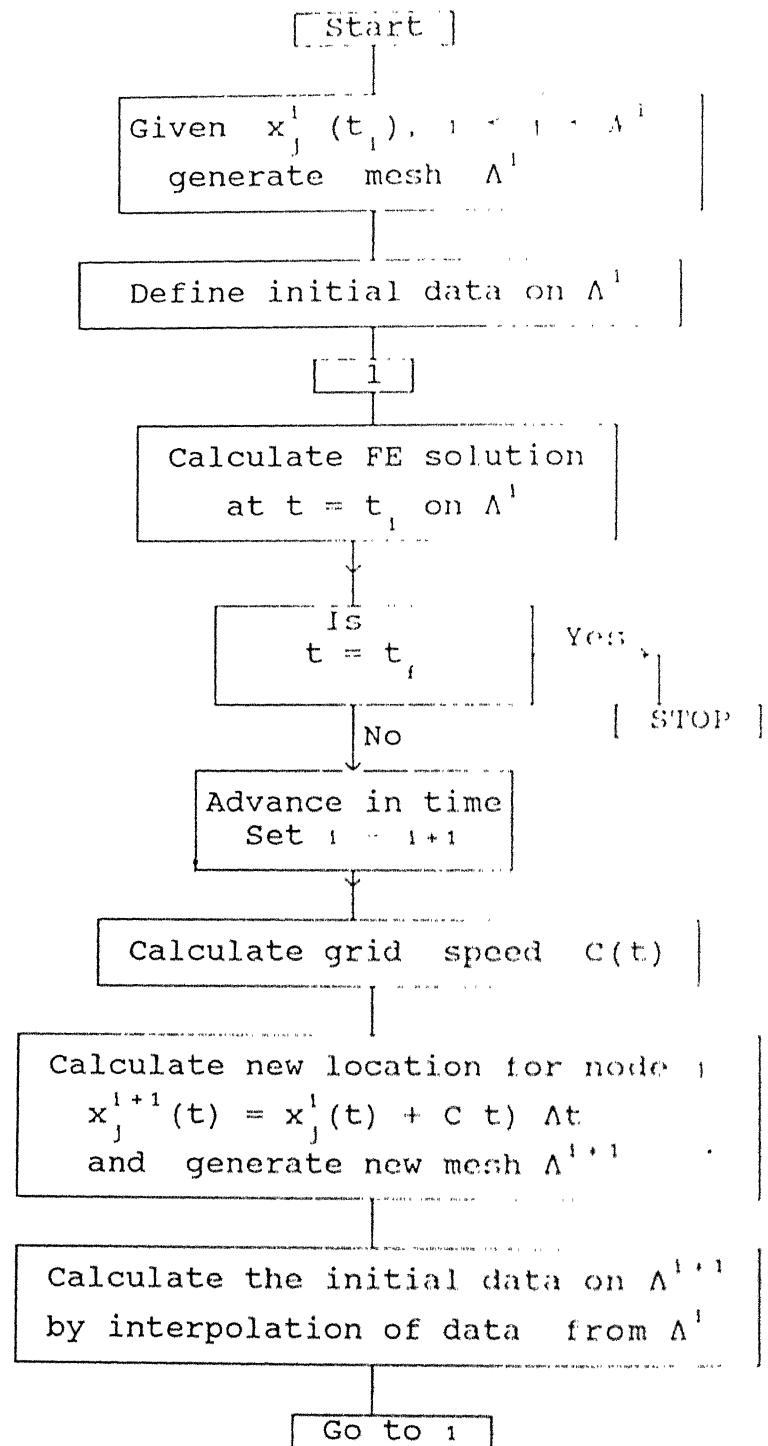 Start
Given x_j^i (t_i),
generate mesh Λ^i
Define initial data on Λ^i
1
Calculate FE solution
at t = t_i on Λ^i
Is
t = t_f
Yes
STOP
No
Advance in time
Set i = i+1
Calculate grid speed C(t)
Calculate new location for node j
x_j^{i+1}(t) = x_j^i(t) + C t) Δt
and generate new mesh Λ^{i+1}
Calculate the initial data on Λ^{i+1}
by interpolation of data from Λ^i
Go to 1